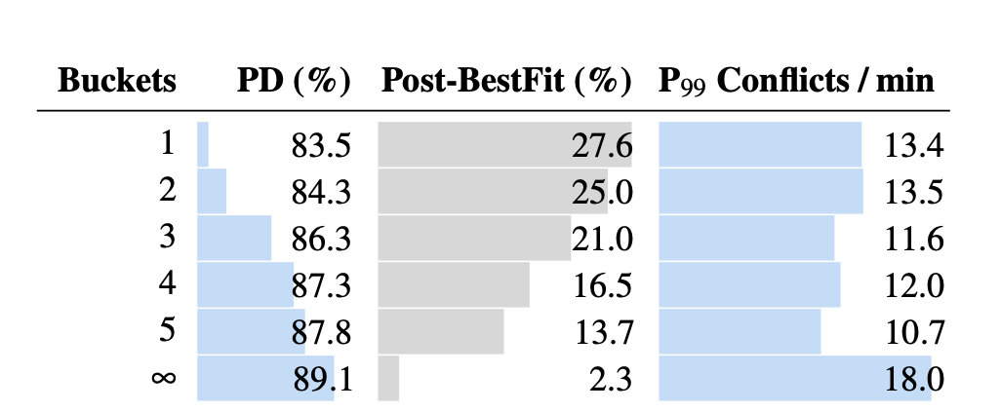 Buckets PD (%) Post-BestFit (%) P₉₉ Conflicts / min
1 83.5 27.6 13.4
2 84.3 25.0 13.5
3 86.3 21.0 11.6
4 87.3 16.5 12.0
5 87.8 13.7 10.7
∞ 89.1 2.3 18.0